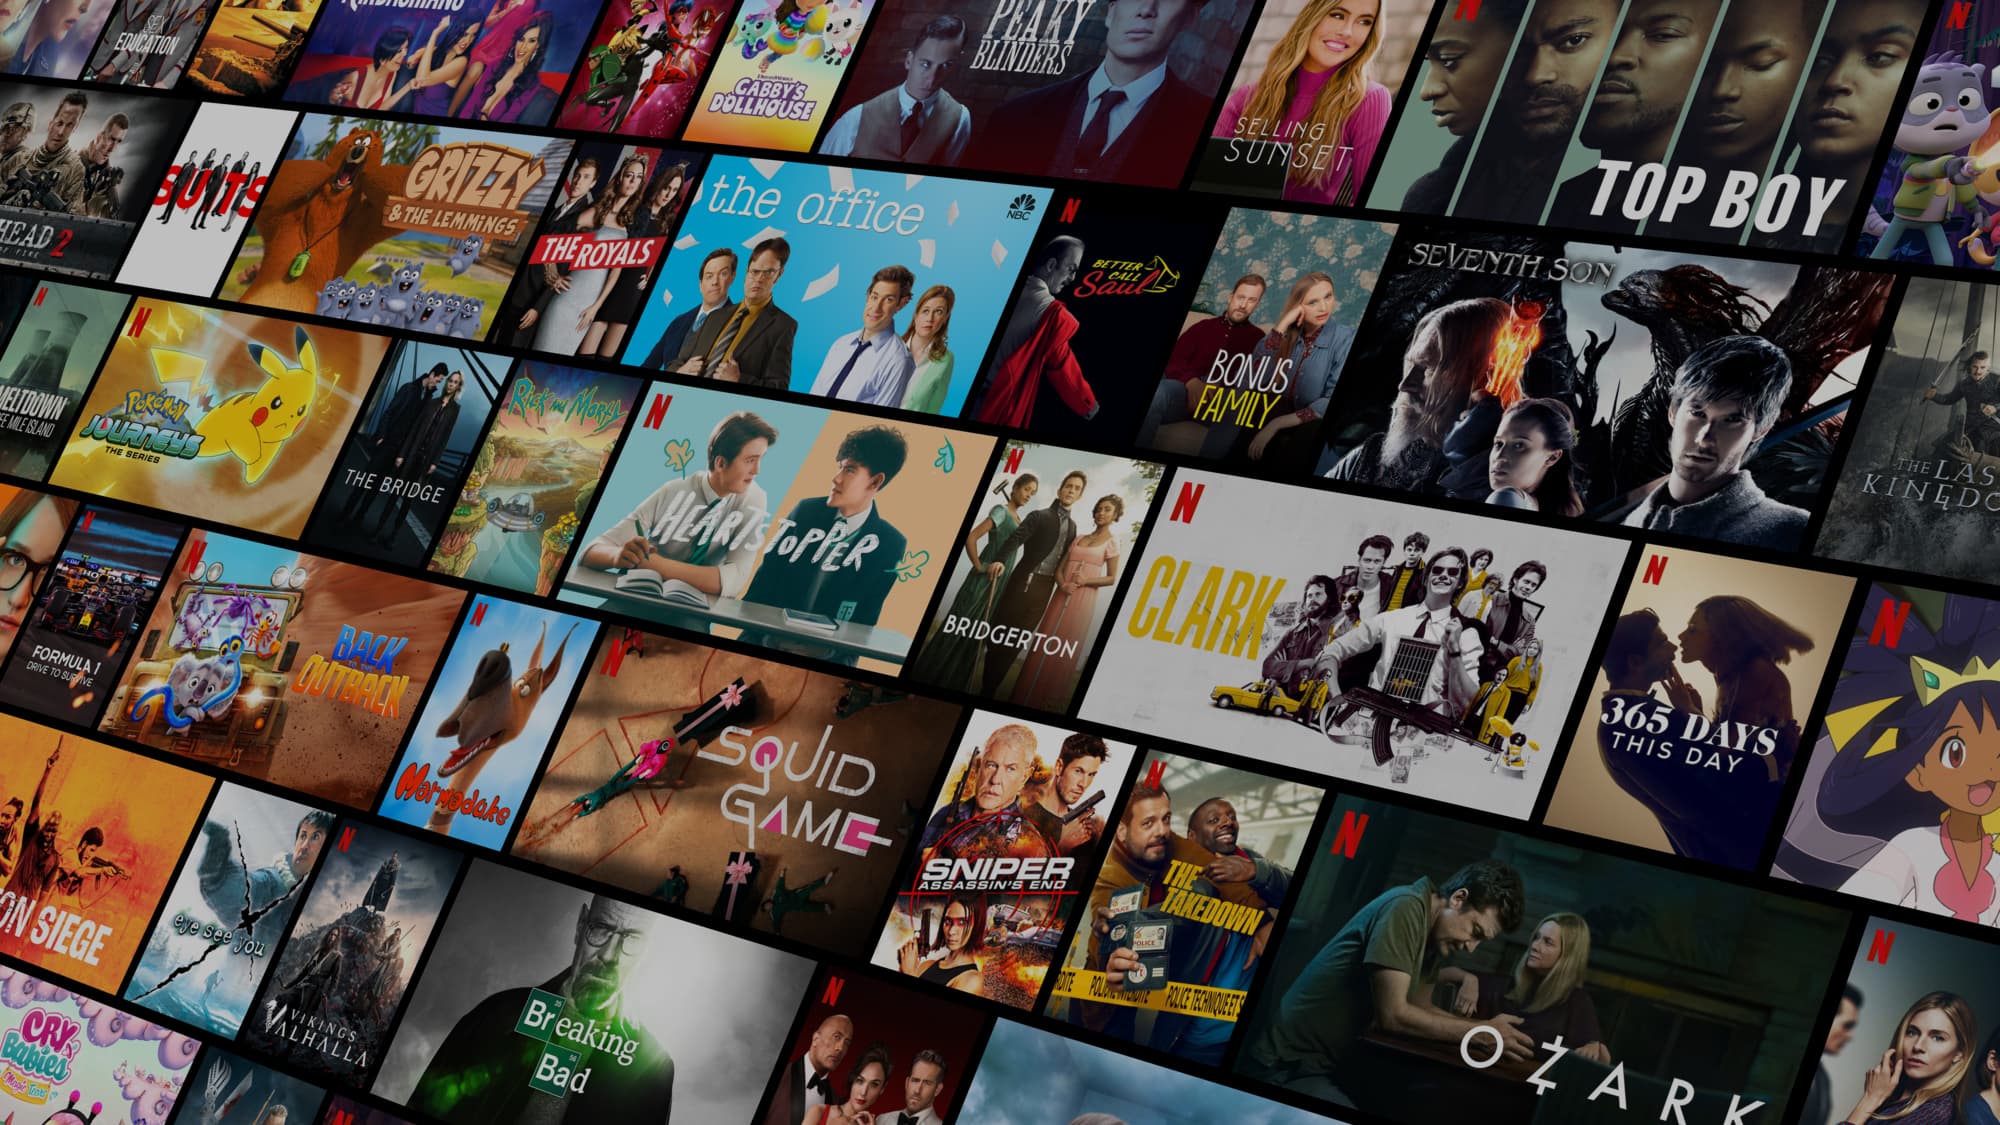 SEX
EDUCATION
KARDASHIANS
DREAMWORKS
GABBY'S
DOLLHOUSE
PEAKY
BLINDERS
SELLING
SUNSET
N
TOP BOY
N
HEAD 2
SUITS
GRIZZY
& THE LEMMINGS
THE ROYALS
the office
NBC
N
BETTER
CALL
Saul
BONUS
FAMILY
SEVENTH SON
THE LAS
KINGDO
N
MELTDOWN
EE MILE ISLAND
N
POKÉMON
JOURNEYS
THE SERIES
THE BRIDGE
Rick and Morty
N
HEARTSTOPPER
N
BRIDGERTON
N
CLARK
N
365 DAYS
THIS DAY
N
N
FORMULA 1
DRIVE TO SURVIVE
N
BACK
TO THE
OUTBACK
N
Marmaduke
N
SQUID
GAME
SNIPER
ASSASSIN'S END
N
THE
TAKEDOWN
POLICE
POLICE TECHNIQUE ET S
N
OZARK
N
ON SIEGE
eye see you
N
VIKINGS
VALHALLA
Breaking
Bad
N
CRY
Babies
Magic Tears
N